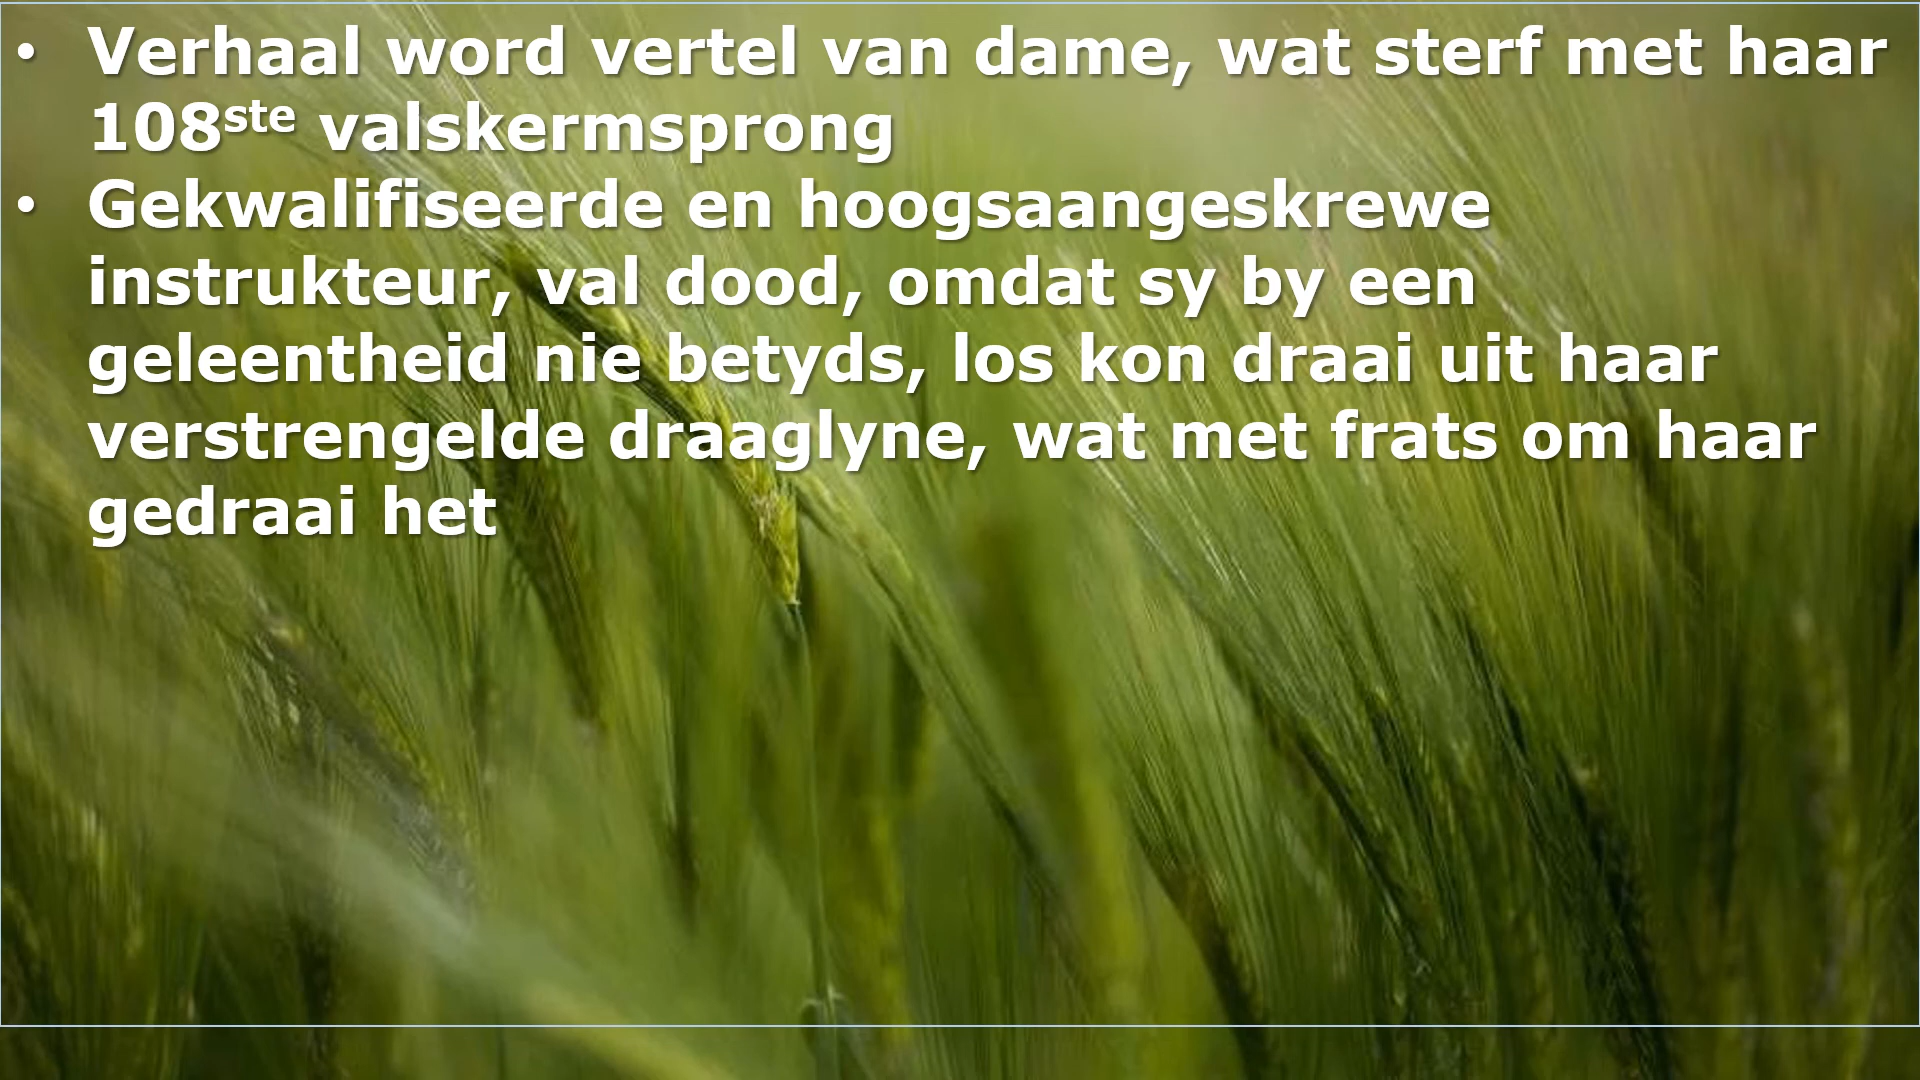 • Verhaal word vertel van dame, wat sterf met haar
108ste valskermsprong
• Gekwalifiseerde en hoogsaangeskrewe
instrukteur, val dood, omdat sy by een
geleentheid nie betyds, los kon draai uit haar
verstrengelde draaglyne, wat met frats om haar
gedraai het